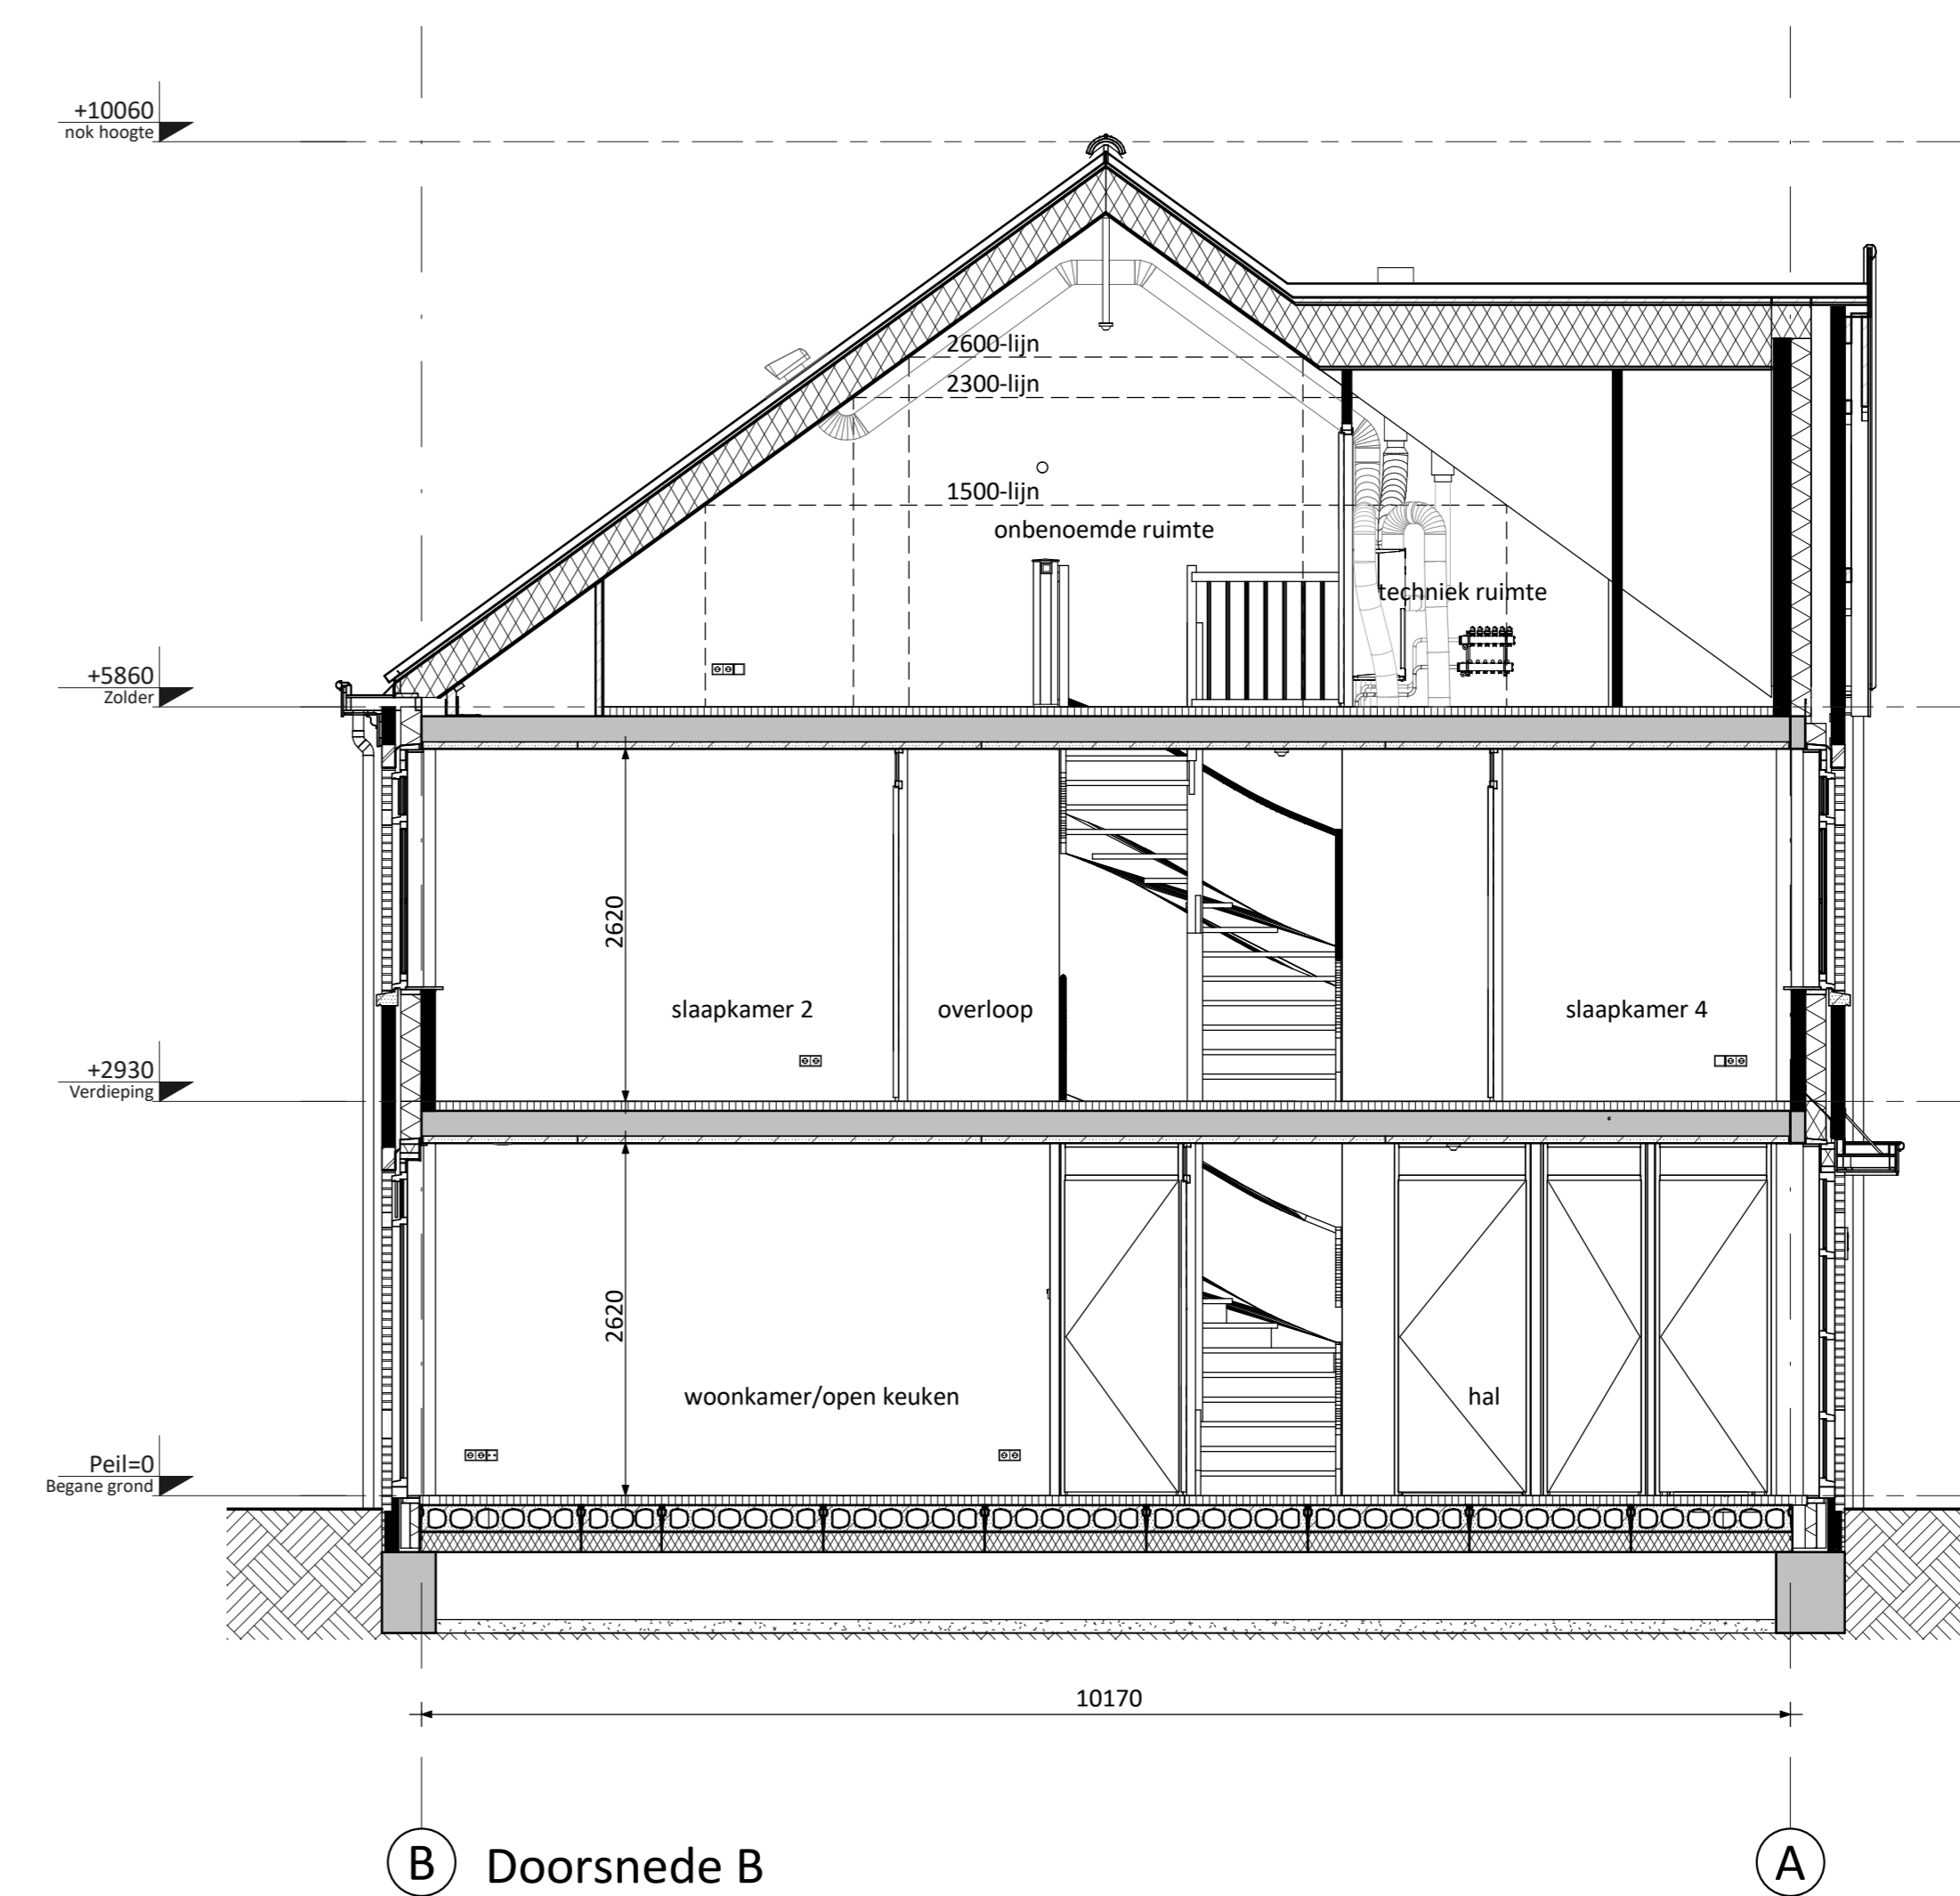 +10060
nok hoogte
2600-lijn
2300-lijn
1500-lijn
onbenoemde ruimte
techniek ruimte
+5860
Zolder
2620
slaapkamer 2
overloop
slaapkamer 4
+2930
Verdieping
2620
woonkamer/open keuken
hal
Peil=0
Begane grond
10170
B
Doorsnede B
A